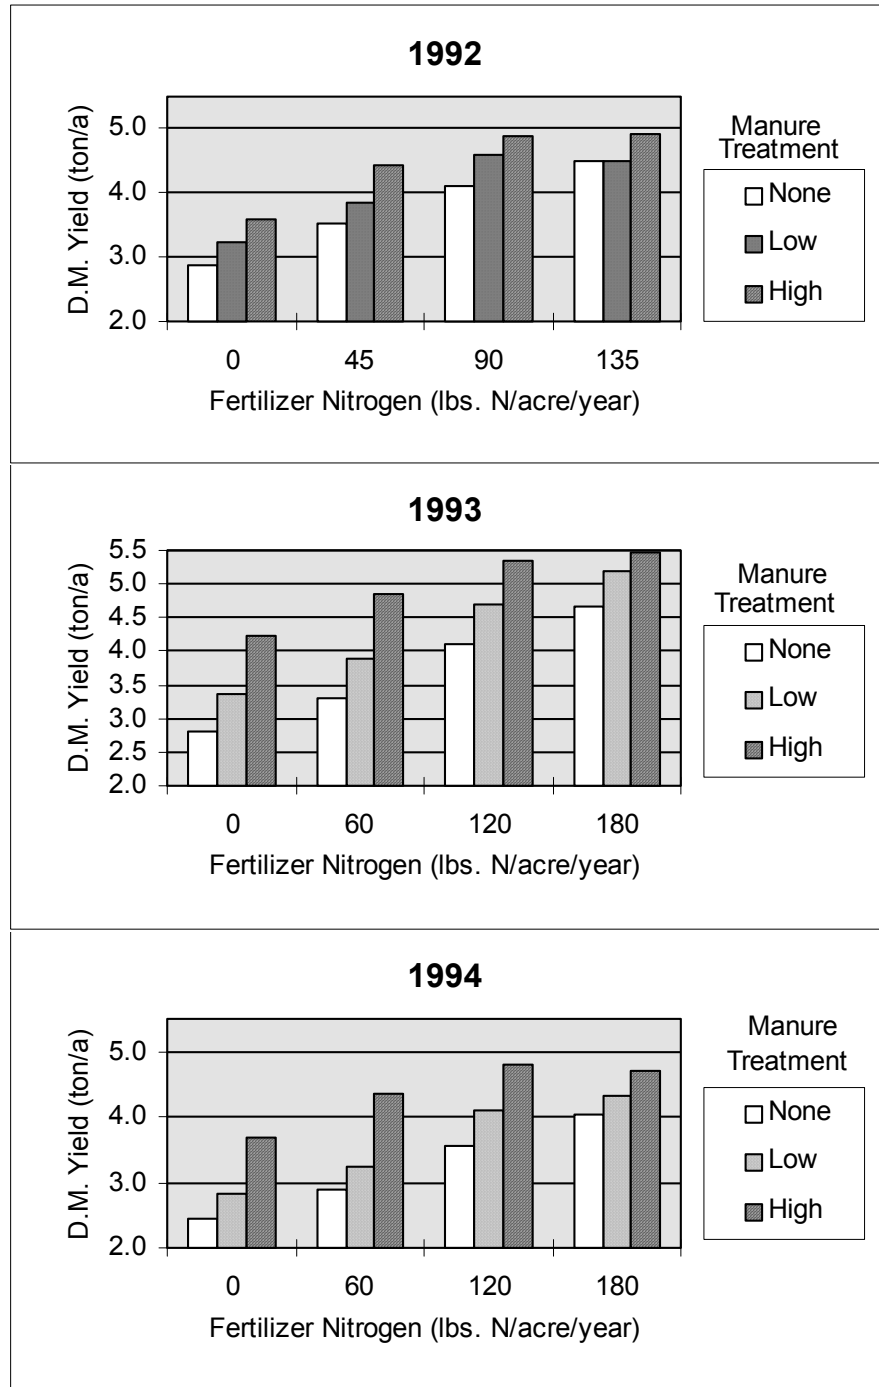 1992
D.M. Yield (ton/a)
5.0
4.0
3.0
2.0
0 45 90 135
Fertilizer Nitrogen (lbs. N/acre/year)
Manure
Treatment
None
Low
High
1993
D.M. Yield (ton/a)
5.5
5.0
4.5
4.0
3.5
3.0
2.5
2.0
0 60 120 180
Fertilizer Nitrogen (lbs. N/acre/year)
Manure
Treatment
None
Low
High
1994
D.M. Yield (ton/a)
5.0
4.0
3.0
2.0
0 60 120 180
Fertilizer Nitrogen (lbs. N/acre/year)
Manure
Treatment
None
Low
High